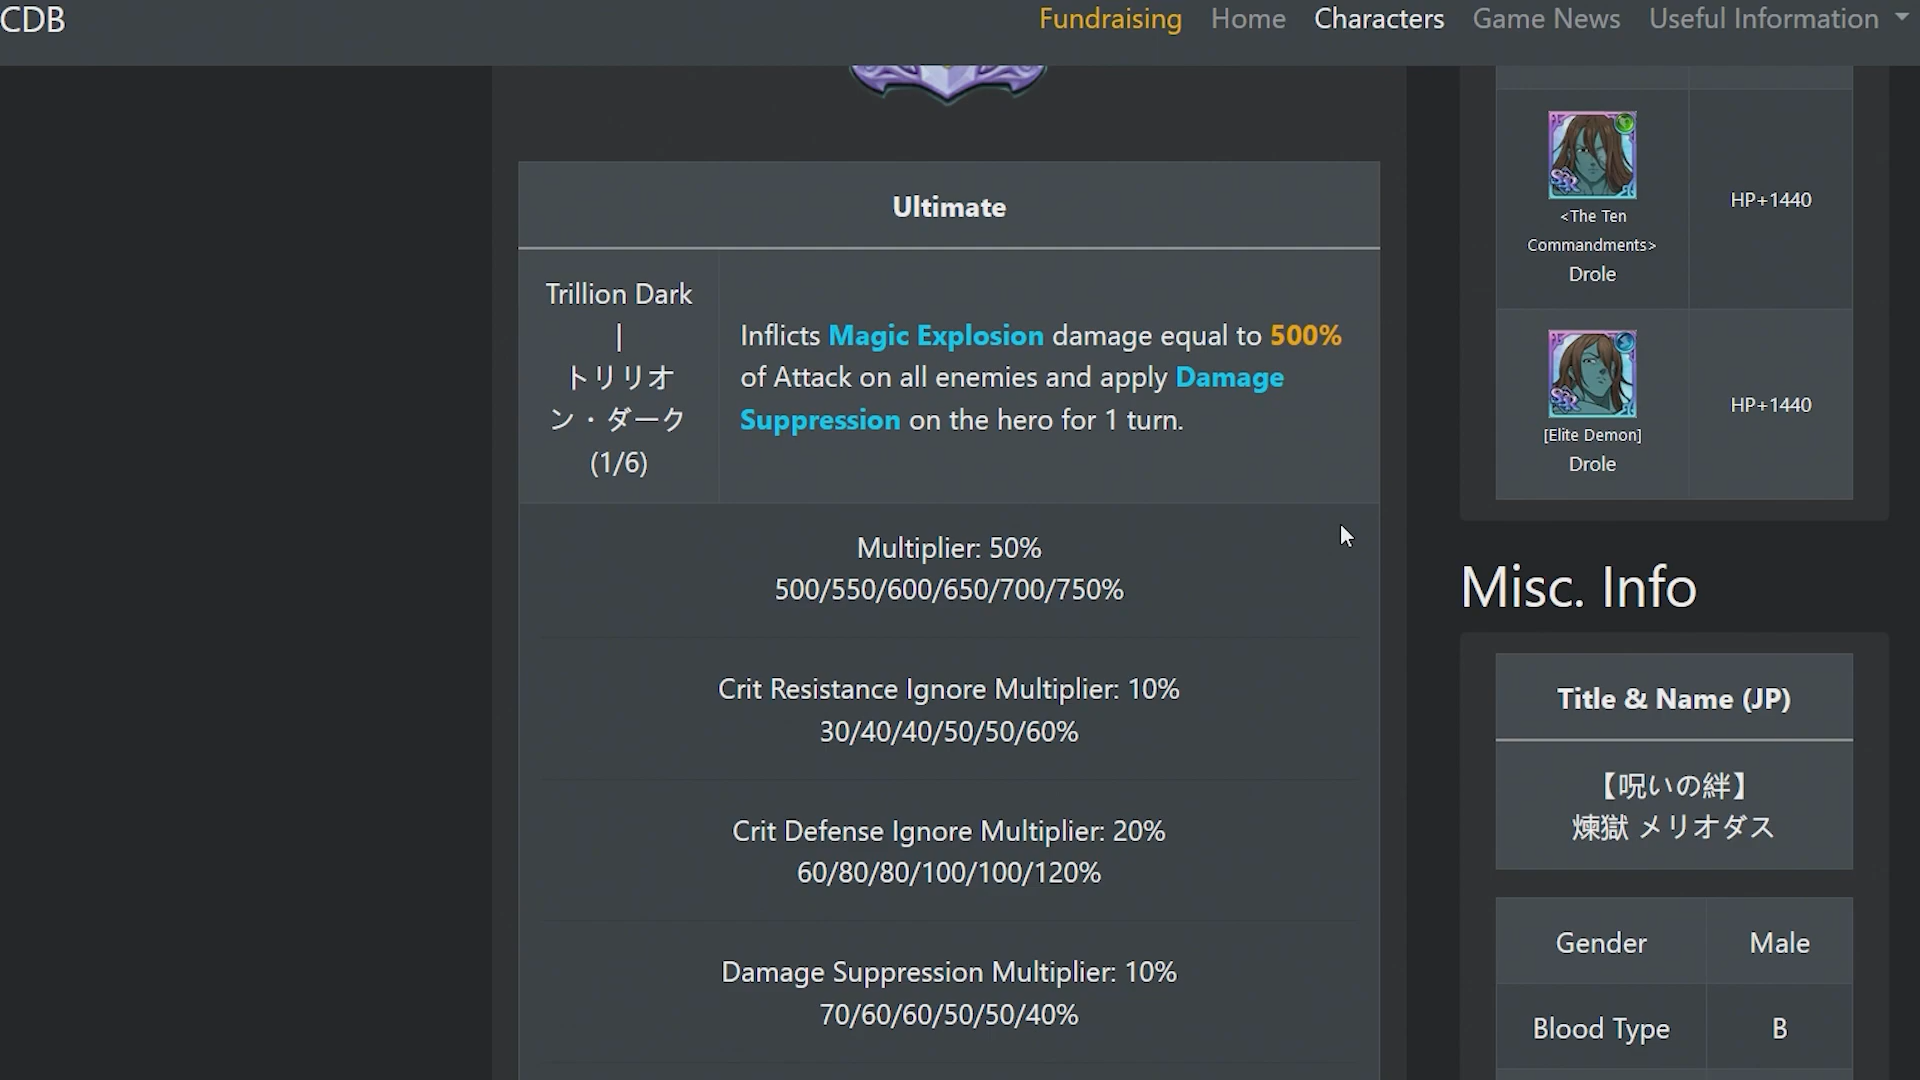 CDB
Fundraising Home Characters Game News Useful Information
Ultimate
Trillion Dark
|
トリリオ
ン・ダーク
(1/6)
Inflicts Magic Explosion damage equal to 500%
of Attack on all enemies and apply Damage
Suppression on the hero for 1 turn.
Multiplier: 50%
500/550/600/650/700/750%
Crit Resistance Ignore Multiplier: 10%
30/40/40/50/50/60%
Crit Defense Ignore Multiplier: 20%
60/80/80/100/100/120%
Damage Suppression Multiplier: 10%
70/60/60/50/50/40%
SSR
<The Ten
Commandments>
Drole
HP+1440
SSR
[Elite Demon]
Drole
HP+1440
Misc. Info
Title & Name (JP)
【呪いの絆】
煉獄 メリオダス
Gender Male
Blood Type B